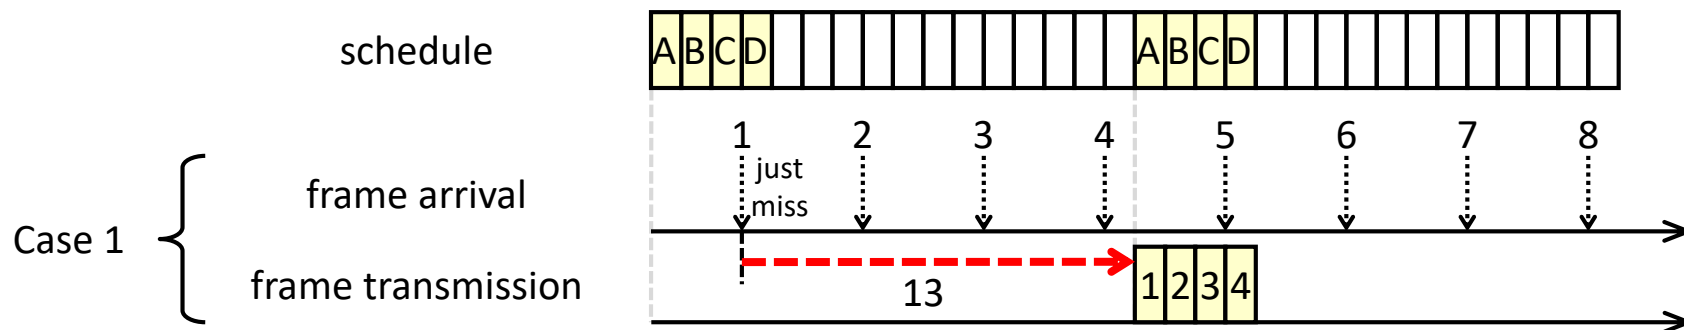 schedule
A B C D A B C D
1 2 3 4 5 6 7 8
just
miss
frame arrival
Case 1
frame transmission
13
1 2 3 4